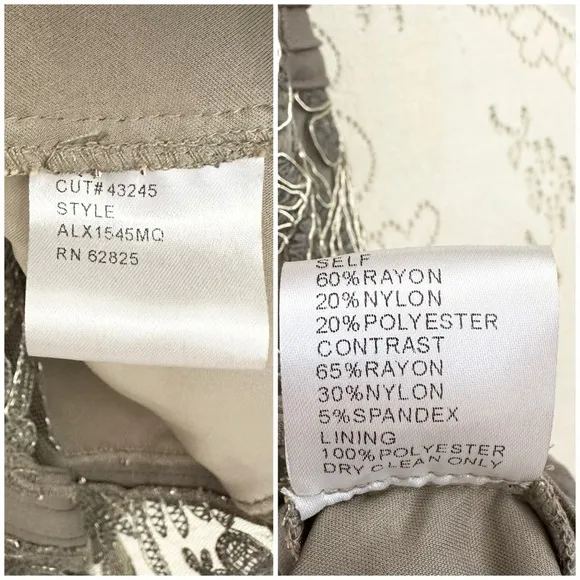 CUT# 43245
STYLE
ALX1545MQ
RN 62825
SELF
60%RAYON
20%NYLON
20%POLYESTER
CONTRAST
65%RAYON
30%NYLON
5%SPANDEX
LINING
100%POLYESTER
DRY CLEAN ONLY